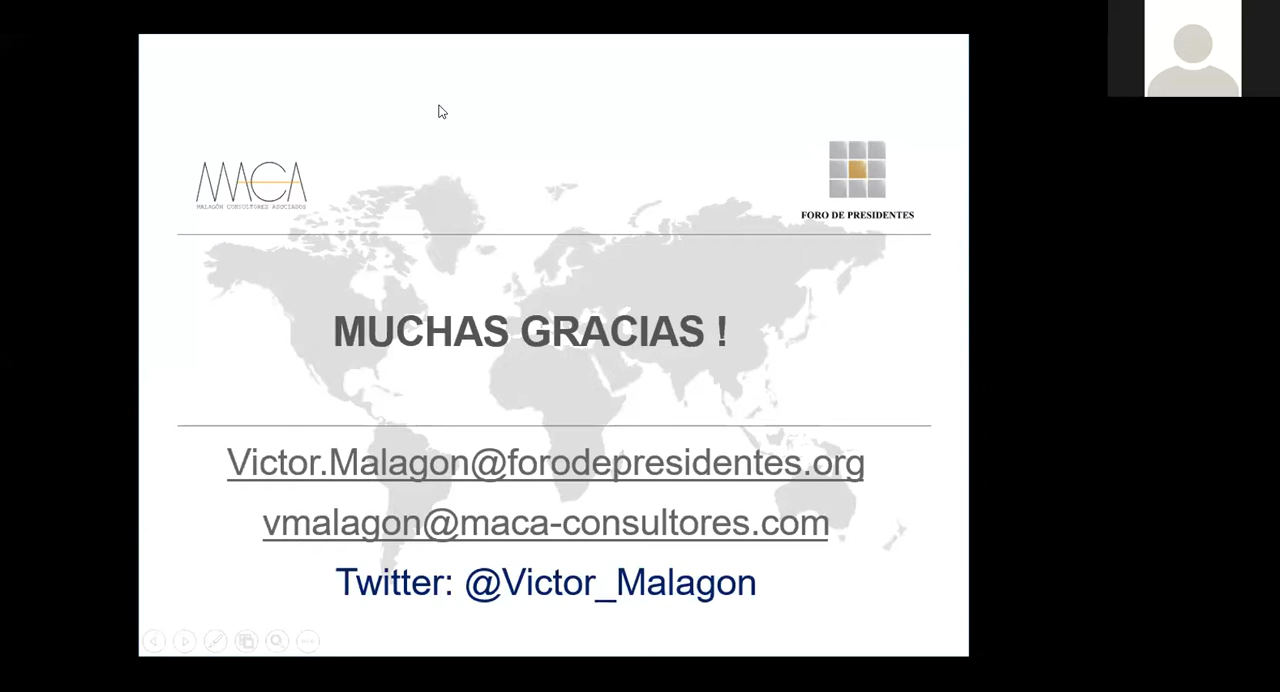 MACA
MALAGÓN CONSULTORES ASOCIADOS
FORO DE PRESIDENTES
MUCHAS GRACIAS !
Victor.Malagon@forodepresidentes.org
vmalagon@maca-consultores.com
Twitter: @Victor_Malagon